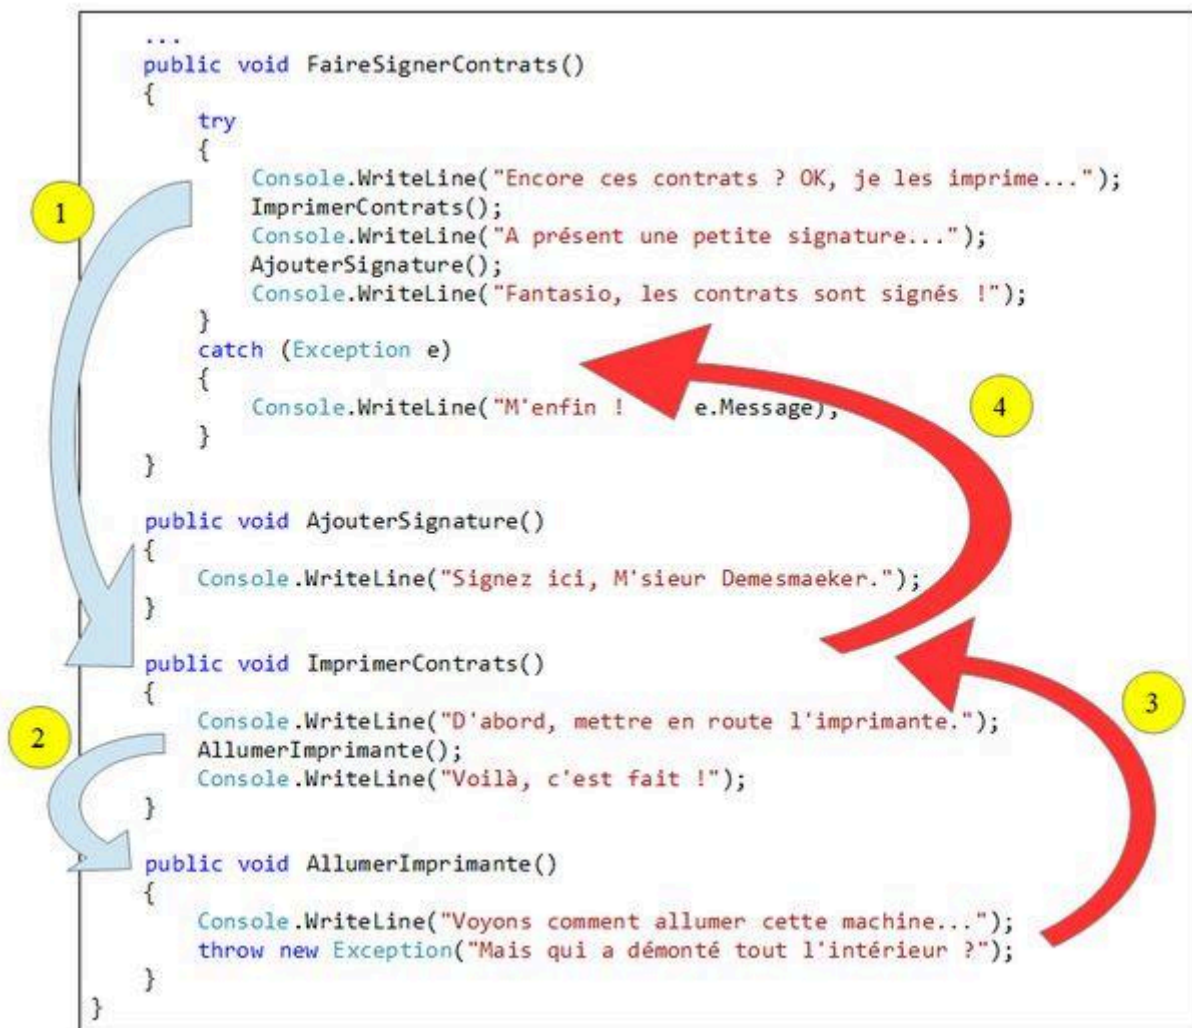 ...
public void FaireSignerContrats()
{
try
{
Console.WriteLine("Encore ces contrats ? OK, je les imprime...");
1
ImprimerContrats();
Console.WriteLine("A présent une petite signature...");
AjouterSignature();
Console.WriteLine("Fantasio, les contrats sont signés !");
}
catch (Exception e)
{
Console.WriteLine("M'enfin ! e.Message);
4
}
}
public void AjouterSignature()
{
Console.WriteLine("Signez ici, M'sieur Demesmaeker.");
}
public void ImprimerContrats()
{
3
Console.WriteLine("D'abord, mettre en route l'imprimante.");
2
AllumerImprimante();
Console.WriteLine("Voilà, c'est fait !");
}
public void AllumerImprimante()
{
Console.WriteLine("Voyons comment allumer cette machine...");
throw new Exception("Mais qui a démonté tout l'intérieur ?");
}
}